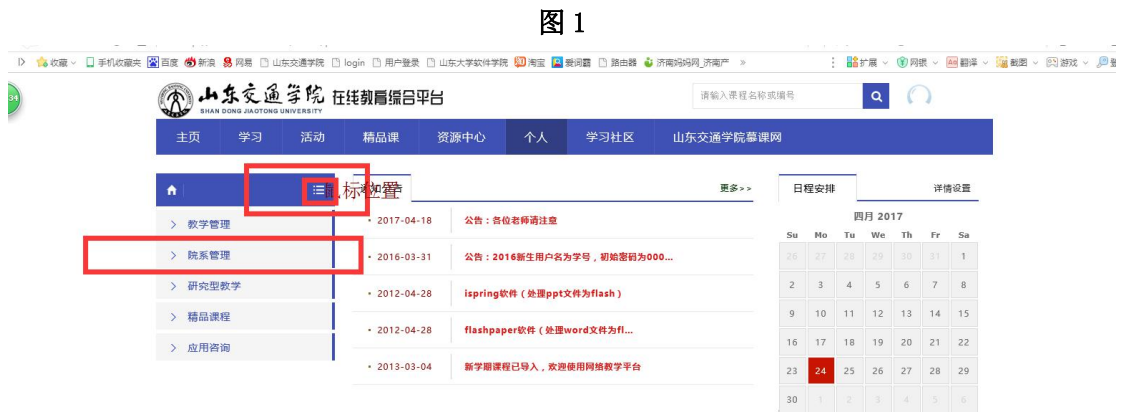 图 1
收藏 手机收藏夹 百度 新浪 网易 山东交通学院 login 用户登录 山东大学软件学院 淘宝 爱词霸 路由器 济南妈妈网_济南产 » 扩展 网银 翻译 截图 游戏
34
山东交通学院 在线教育综合平台
SHAN DONG JIAOTONG UNIVERSITY
请输入课程名称或编号
主页 学习 活动 精品课 资源中心 个人 学习社区 山东交通学院慕课网
标位置
更多>>
日程安排 详情设置
> 教学管理
> 院系管理
> 研究型教学
> 精品课程
> 应用咨询
• 2017-04-18 公告：各位老师请注意
• 2016-03-31 公告：2016新生用户名为学号，初始密码为000...
• 2012-04-28 ispring软件（处理ppt文件为flash）
• 2012-04-28 flashpaper软件（处理word文件为fl...
• 2013-03-04 新学期课程已导入，欢迎使用网络教学平台
四月 2017
Su Mo Tu We Th Fr Sa
26 27 28 29 30 31 1
2 3 4 5 6 7 8
9 10 11 12 13 14 15
16 17 18 19 20 21 22
23 24 25 26 27 28 29
30 1 2 3 4 5 6